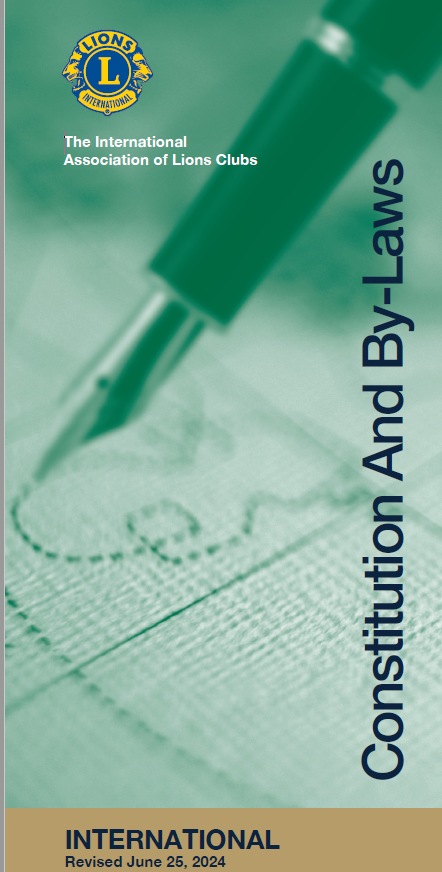 LIONS
L
INTERNATIONAL
The International
Association of Lions Clubs
Constitution And By-Laws
INTERNATIONAL
Revised June 25, 2024